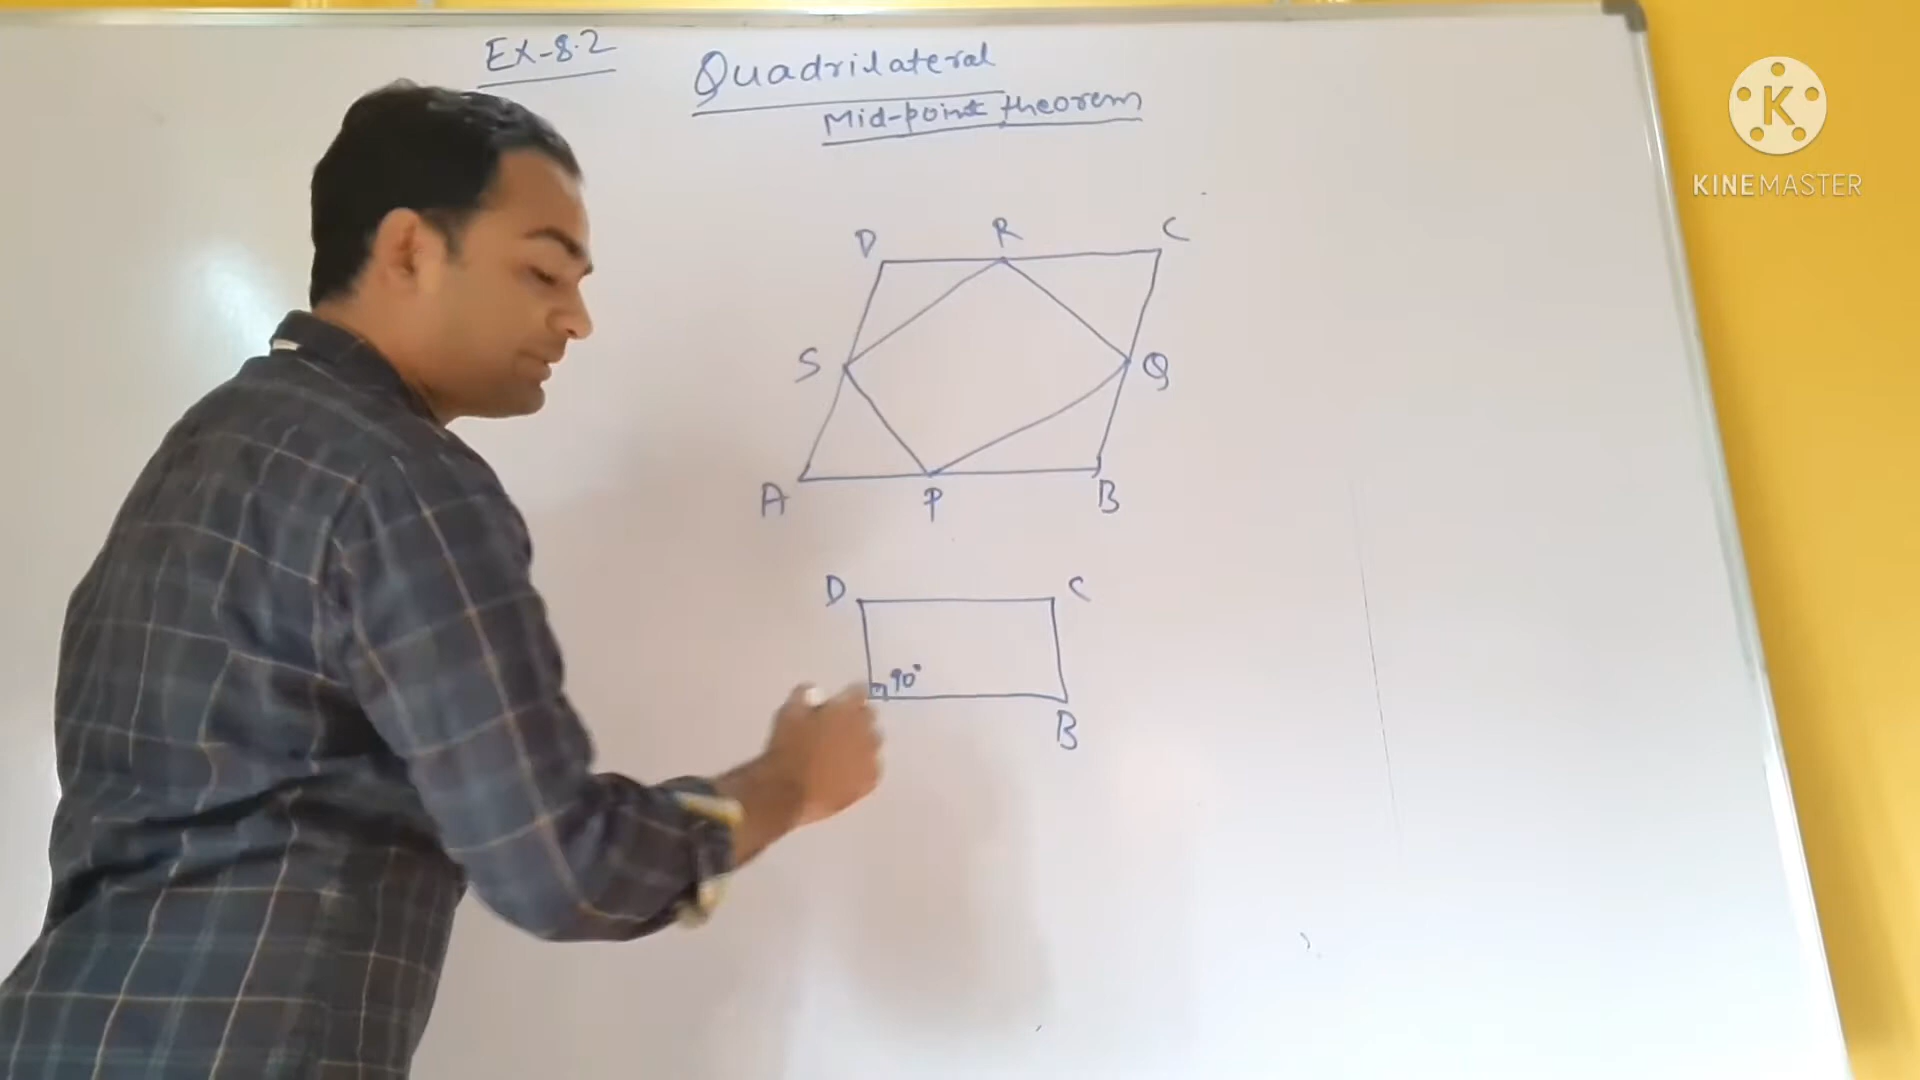 EX-8.2
Quadrilateral
Mid-point theorem
D R C
S Q
A P B
D C
90°
B
KINEMASTER